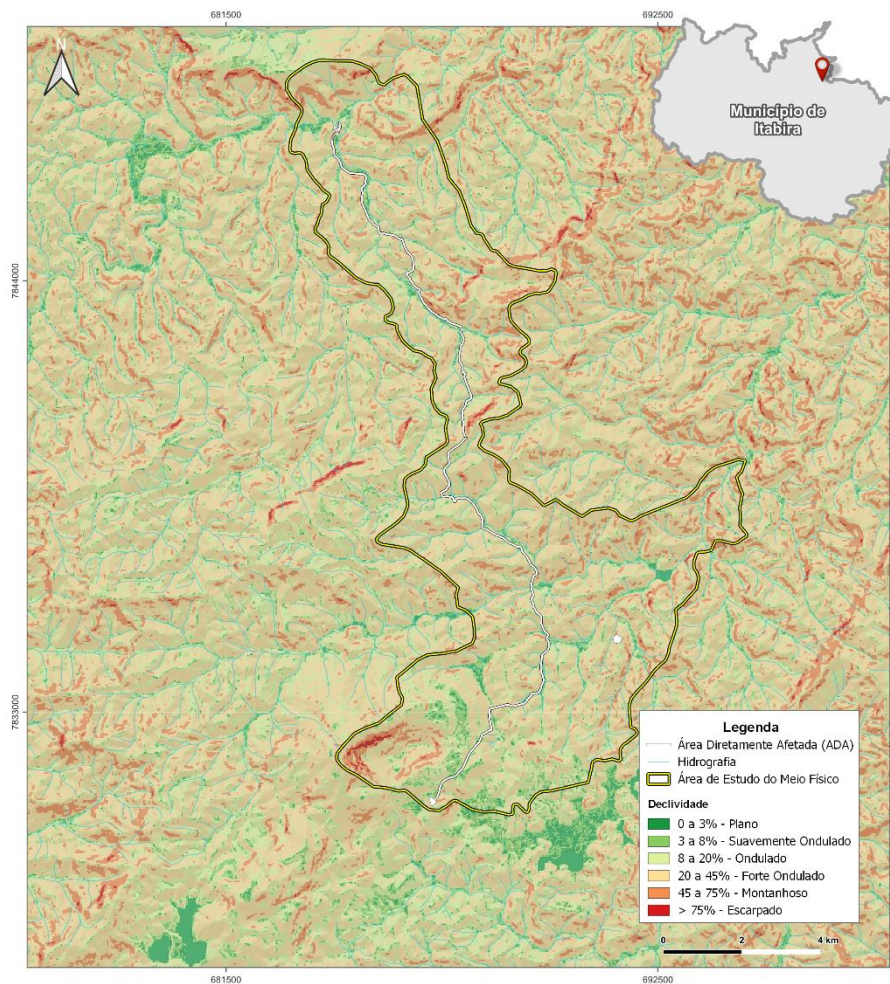 681500
692500
N
Município de
Itabira
7844000
7833000
Legenda
Área Diretamente Afetada (ADA)
Hidrografia
Área de Estudo do Meio Físico
Declividade
0 a 3% - Plano
3 a 8% - Suavemente Ondulado
8 a 20% - Ondulado
20 a 45% - Forte Ondulado
45 a 75% - Montanhoso
> 75% - Escarpado
0 2 4 km
681500
692500